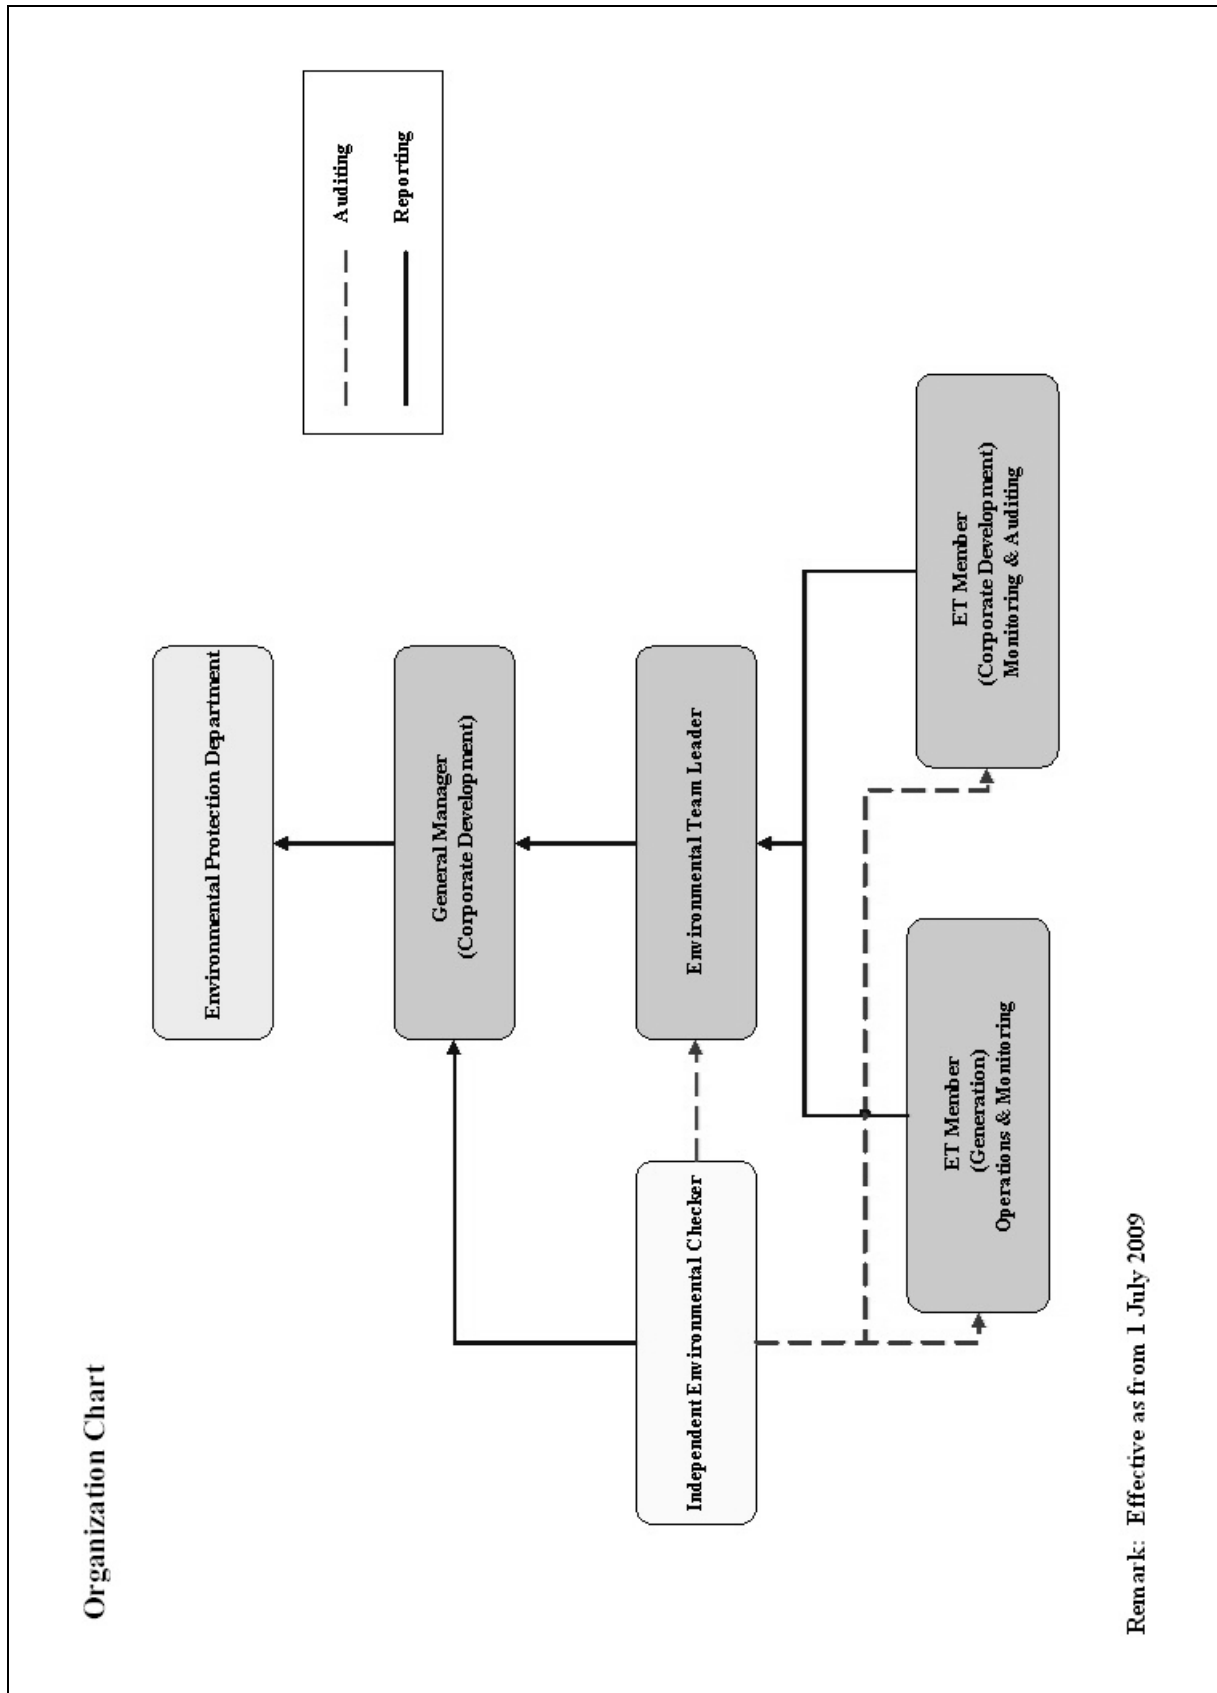 Organization Chart
Environmental Protection Department
General Manager
(Corporate Development)
Independent Environmental Checker
Environmental Team Leader
ET Member
(Generation)
Operations & Monitoring
ET Member
(Corporate Development)
Monitoring & Auditing
Auditing
Reporting
Remark: Effective as from 1 July 2009